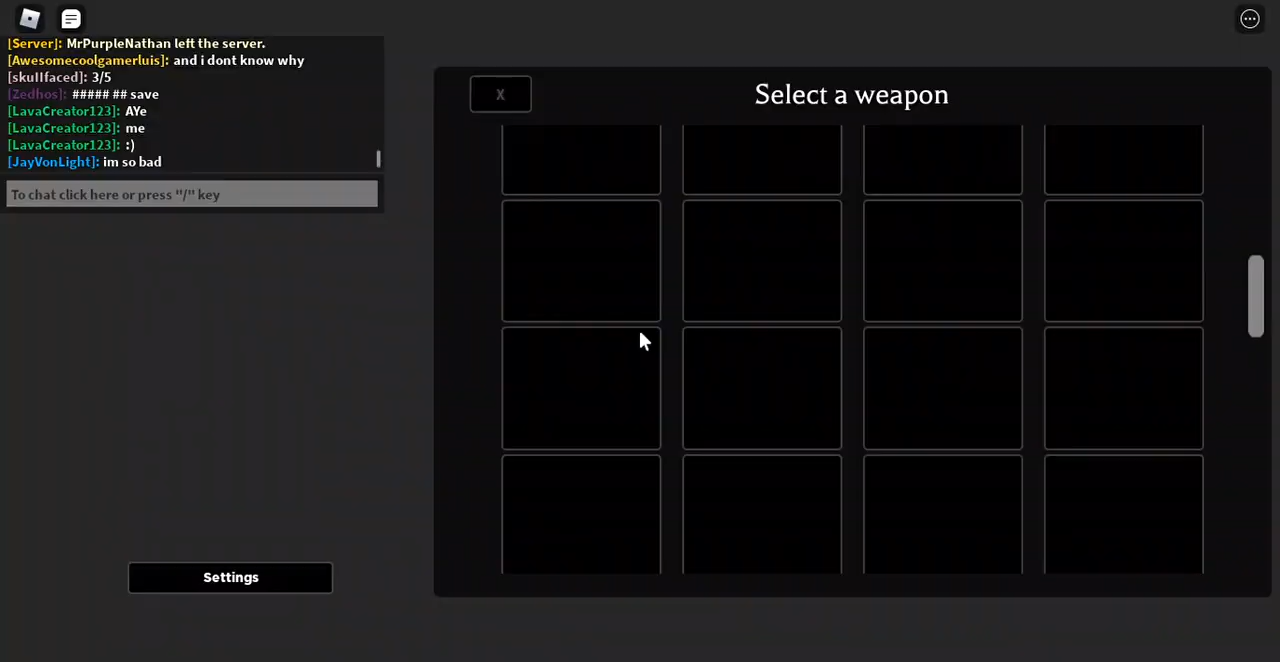 [Server]: MrPurpleNathan left the server.
[Awesomecoolgamerluis]: and i dont know why
[skullfaced]: 3/5
[Zedhos]: ##### ## save
[LavaCreator123]: AYe
[LavaCreator123]: me
[LavaCreator123]: :)
[JayVonLight]: im so bad
To chat click here or press "/" key
X
Select a weapon
Settings